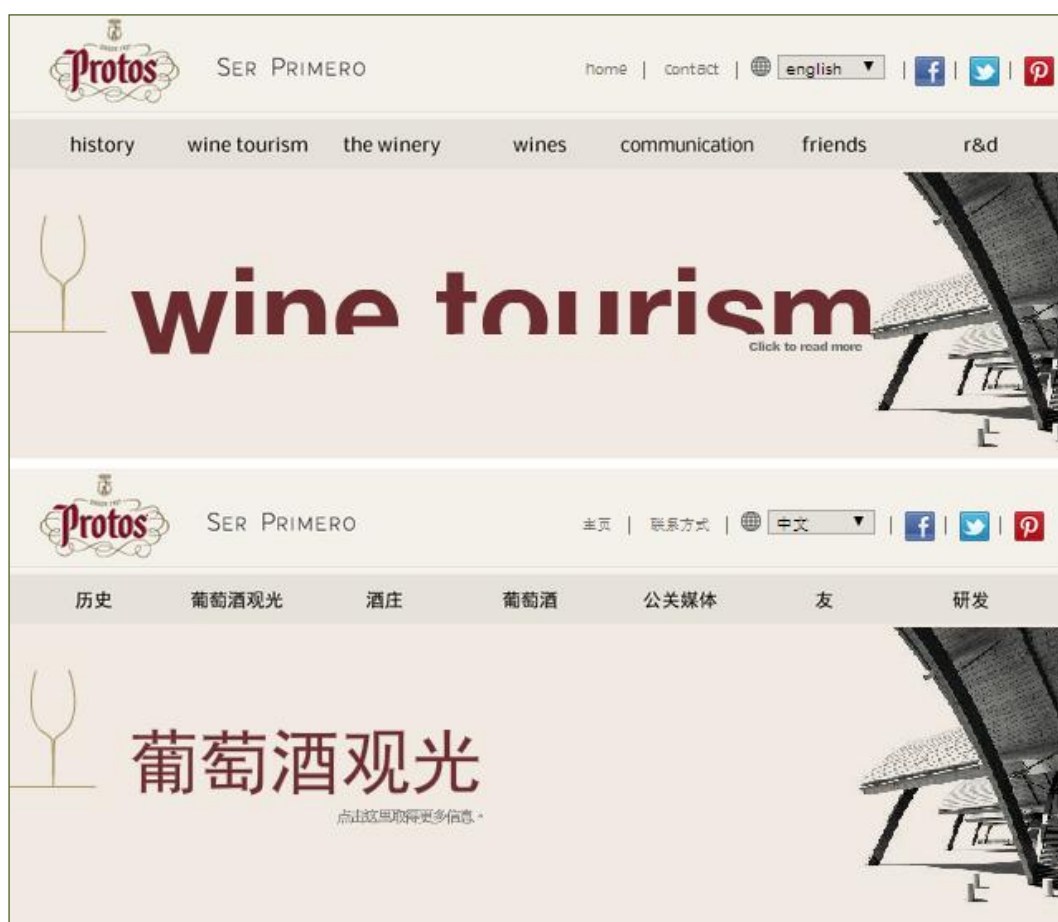 Protos
SER PRIMERO
home | contact | english
history wine tourism the winery wines communication friends r&d
wine tourism
Click to read more
Protos
SER PRIMERO
主页 | 联系方式 | 中文
历史 葡萄酒观光 酒庄 葡萄酒 公关媒体 友 研发
葡萄酒观光
点击这里取得更多信息。